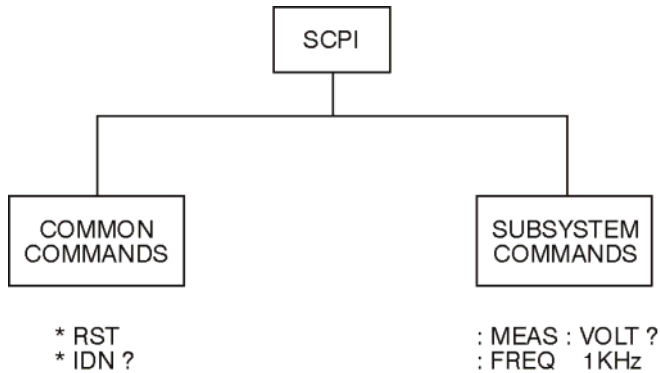 SCPI
COMMON
COMMANDS
SUBSYSTEM
COMMANDS
* RST
* IDN ?
: MEAS : VOLT ?
: FREQ 1KHz